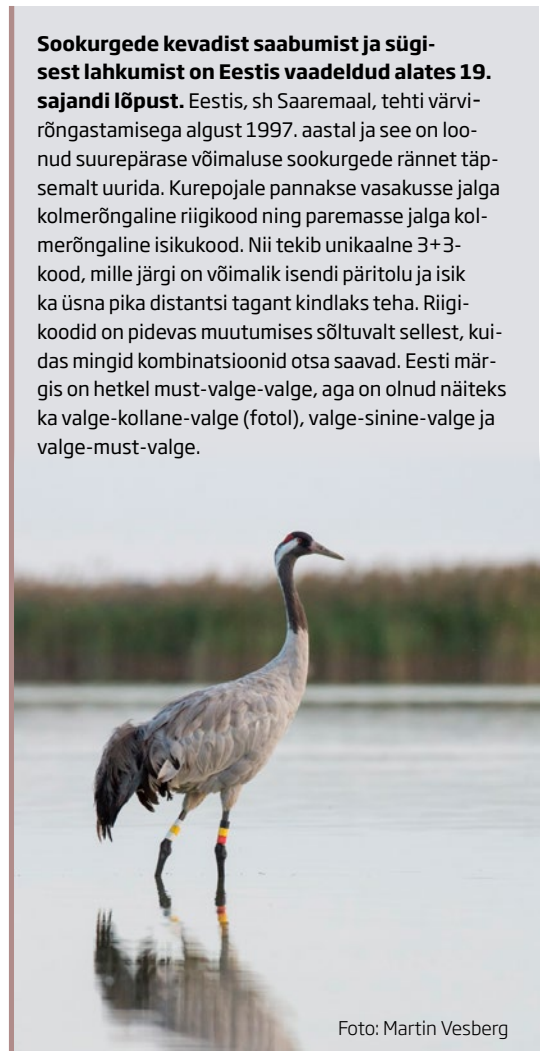 Sookurgede kevadist saabumist ja sügi-
sest lahkumist on Eestis vaadeldud alates 19.
sajandi lõpust. Eestis, sh Saaremaal, tehti värvi-
rõngastamisega algust 1997. aastal ja see on loo-
nud suurepärase võimaluse sookurgede rännet täp-
semalt uurida. Kurepojale pannakse vasakusse jalga
kolmerõngaline riigikood ning paremasse jalga kol-
merõngaline isikukood. Nii tekib unikaalne 3+3-
kood, mille järgi on võimalik isendi päritolu ja isik
ka üsna pika distantsi tagant kindlaks teha. Riigi-
koodid on pidevas muutumises sõltuvalt sellest, kui-
das mingid kombinatsioonid otsa saavad. Eesti mär-
gis on hetkel must-valge-valge, aga on olnud näiteks
ka valge-kollane-valge (fotol), valge-sinine-valge ja
valge-must-valge.
Foto: Martin Vesberg